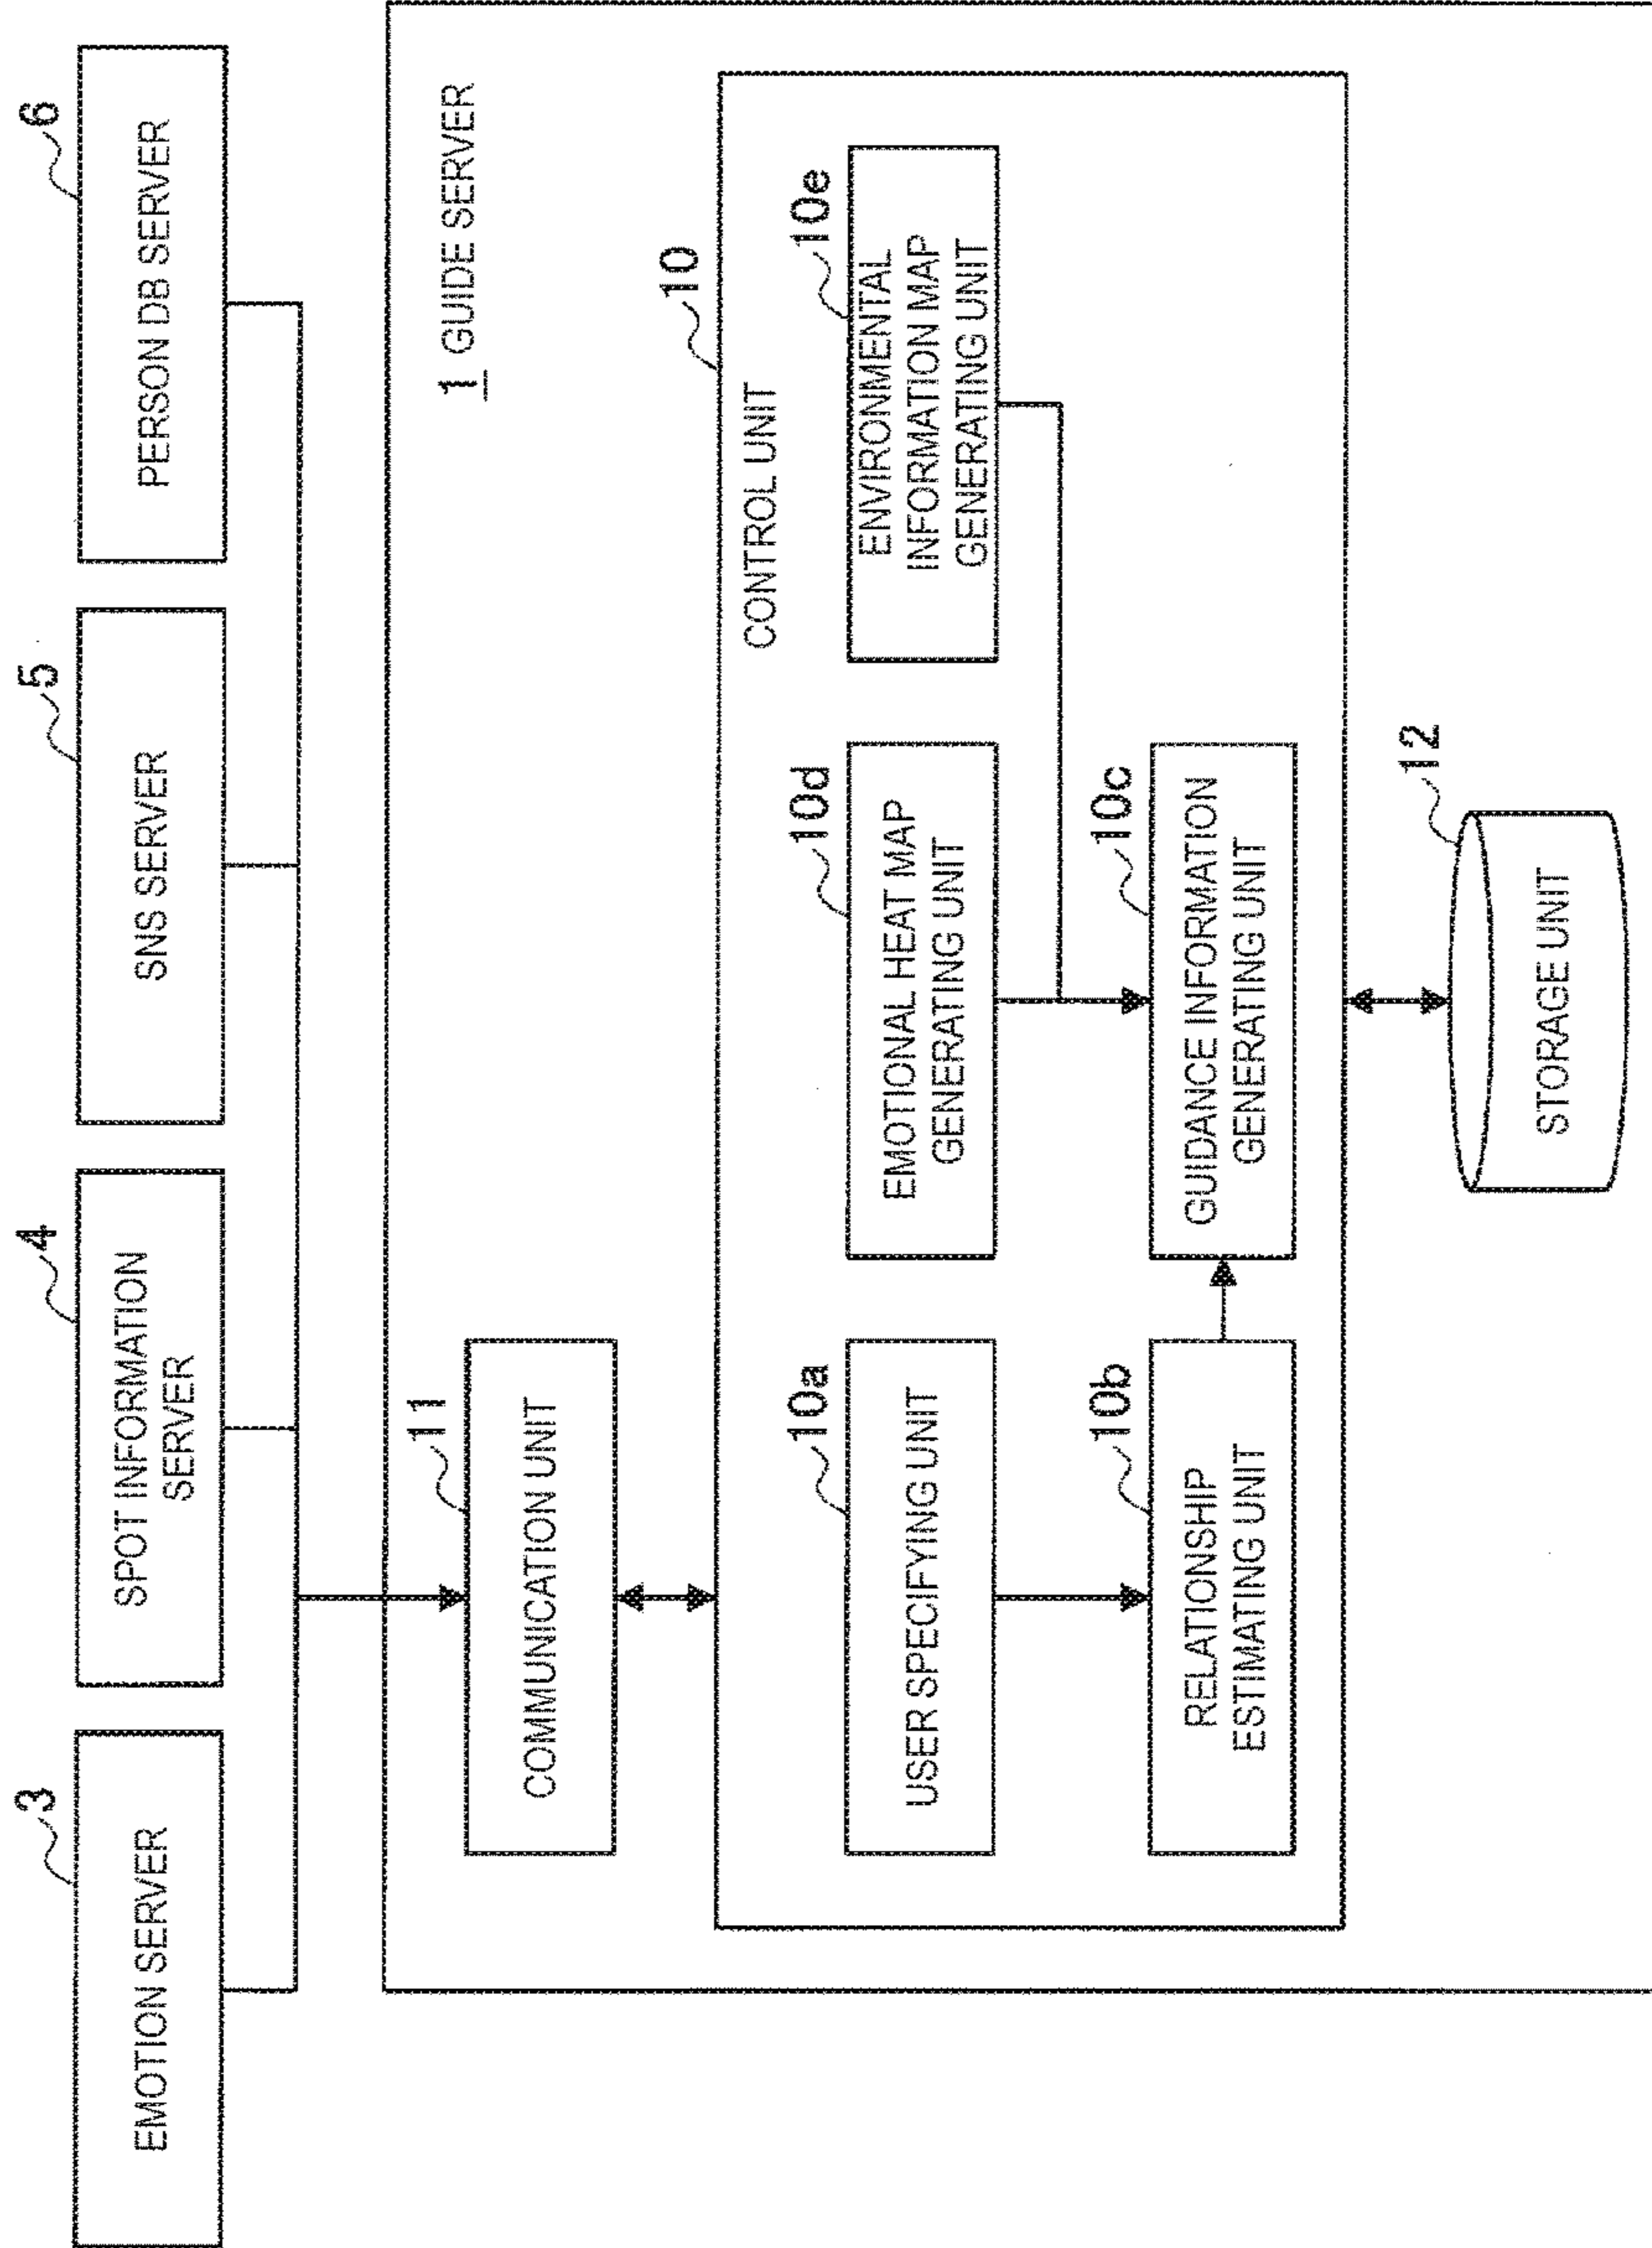 3
EMOTION SERVER
4
SPOT INFORMATION
SERVER
5
SNS SERVER
6
PERSON DB SERVER
1 GUIDE SERVER
11
COMMUNICATION UNIT
10
CONTROL UNIT
10a
USER SPECIFYING UNIT
10d
EMOTIONAL HEAT MAP
GENERATING UNIT
10e
ENVIRONMENTAL
INFORMATION MAP
GENERATING UNIT
10b
RELATIONSHIP
ESTIMATING UNIT
10c
GUIDANCE INFORMATION
GENERATING UNIT
12
STORAGE UNIT